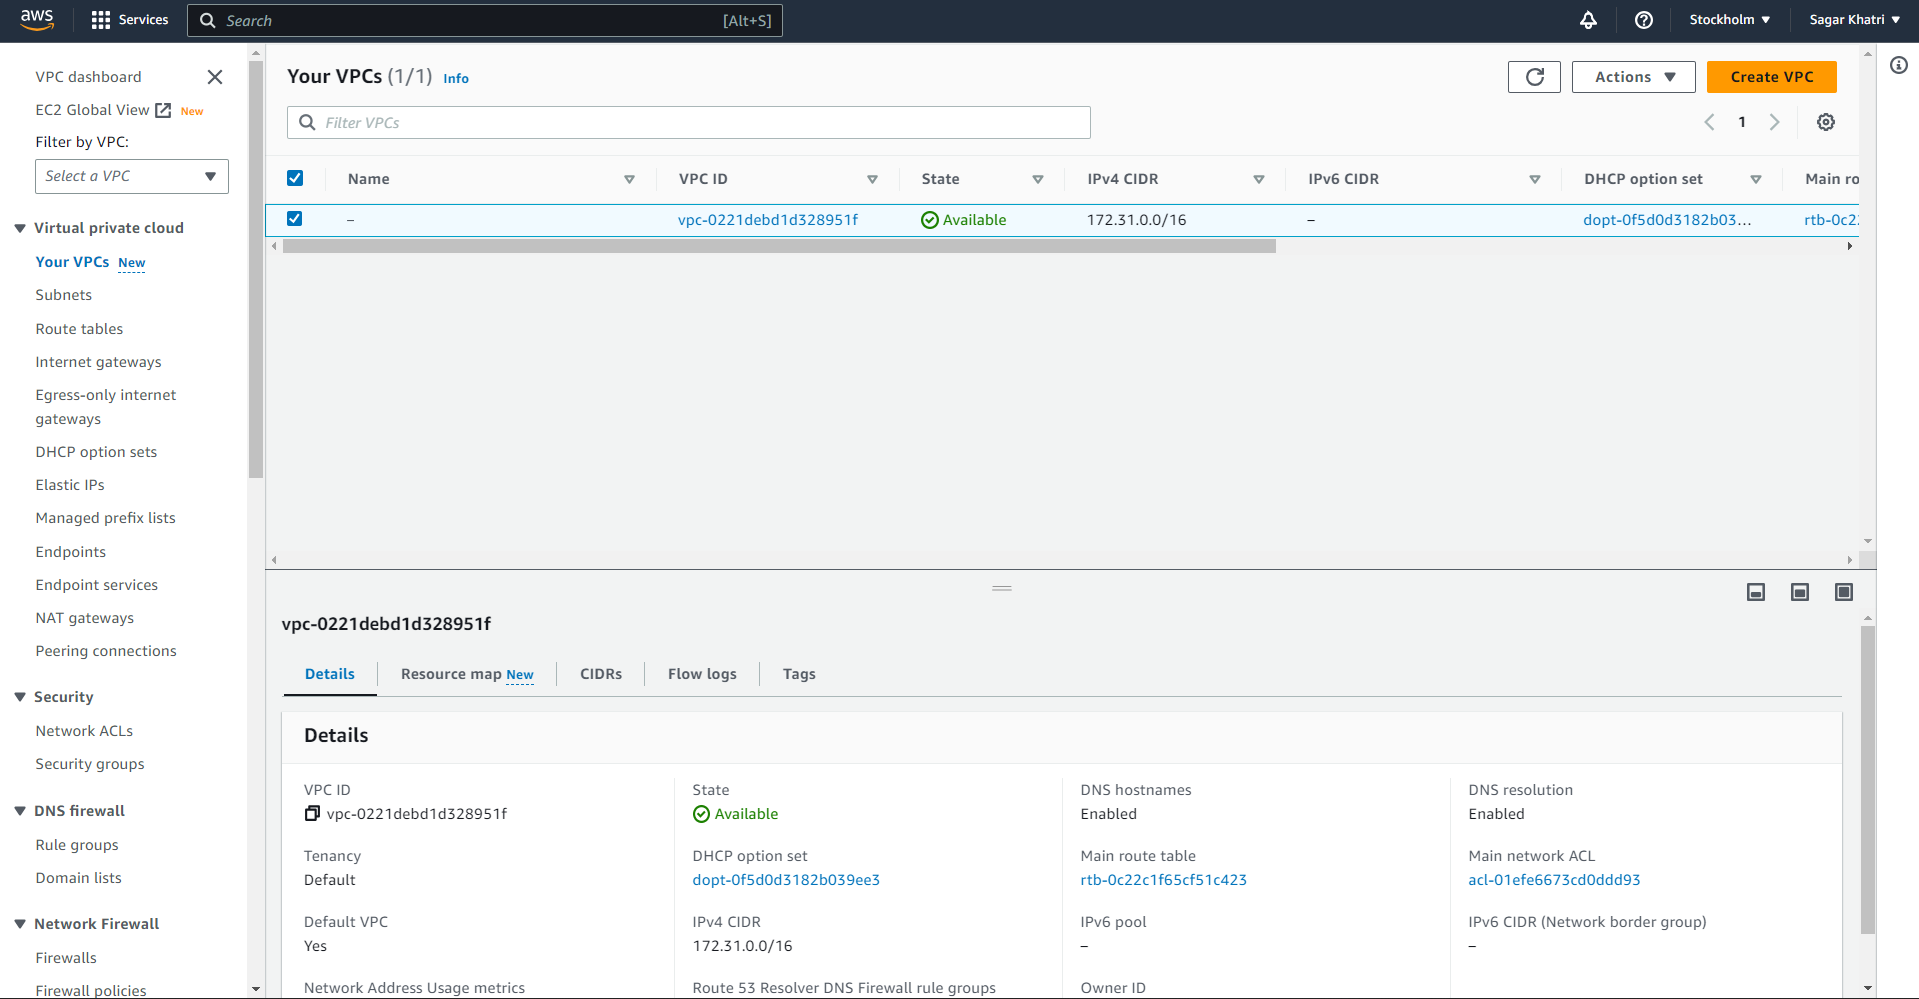 aws Services Search [Alt+S] Stockholm Sagar Khatri
VPC dashboard
EC2 Global View New
Filter by VPC:
Select a VPC
Virtual private cloud
Your VPCs New
Subnets
Route tables
Internet gateways
Egress-only internet
gateways
DHCP option sets
Elastic IPs
Managed prefix lists
Endpoints
Endpoint services
NAT gateways
Peering connections
Security
Network ACLs
Security groups
DNS firewall
Rule groups
Domain lists
Network Firewall
Firewalls
Firewall policies
Your VPCs (1/1) Info
Actions
Create VPC
Filter VPCs
1
Name VPC ID State IPv4 CIDR IPv6 CIDR DHCP option set Main ro
– vpc-0221debd1d328951f Available 172.31.0.0/16 – dopt-0f5d0d3182b03... rtb-0c2
vpc-0221debd1d328951f
Details Resource map New CIDRs Flow logs Tags
Details
VPC ID State DNS hostnames DNS resolution
vpc-0221debd1d328951f Available Enabled Enabled
Tenancy DHCP option set Main route table Main network ACL
Default dopt-0f5d0d3182b039ee3 rtb-0c22c1f65cf51c423 acl-01efe6673cd0ddd93
Default VPC IPv4 CIDR IPv6 pool IPv6 CIDR (Network border group)
Yes 172.31.0.0/16 – –
Network Address Usage metrics Route 53 Resolver DNS Firewall rule groups Owner ID